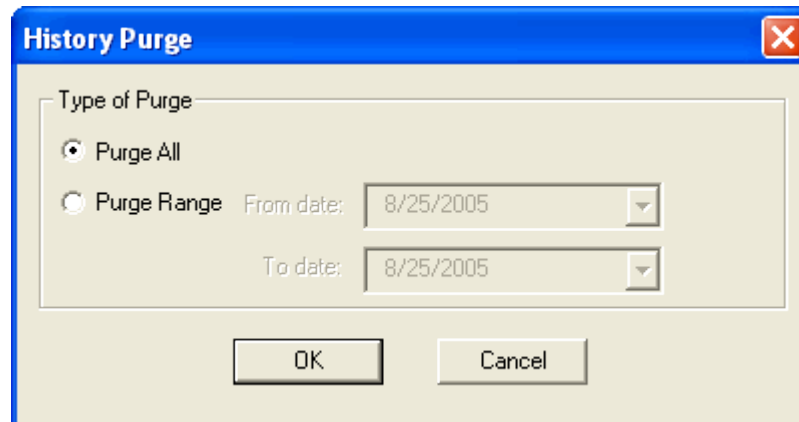 History Purge
Type of Purge
Purge All
Purge Range From date: 8/25/2005
To date: 8/25/2005
OK Cancel